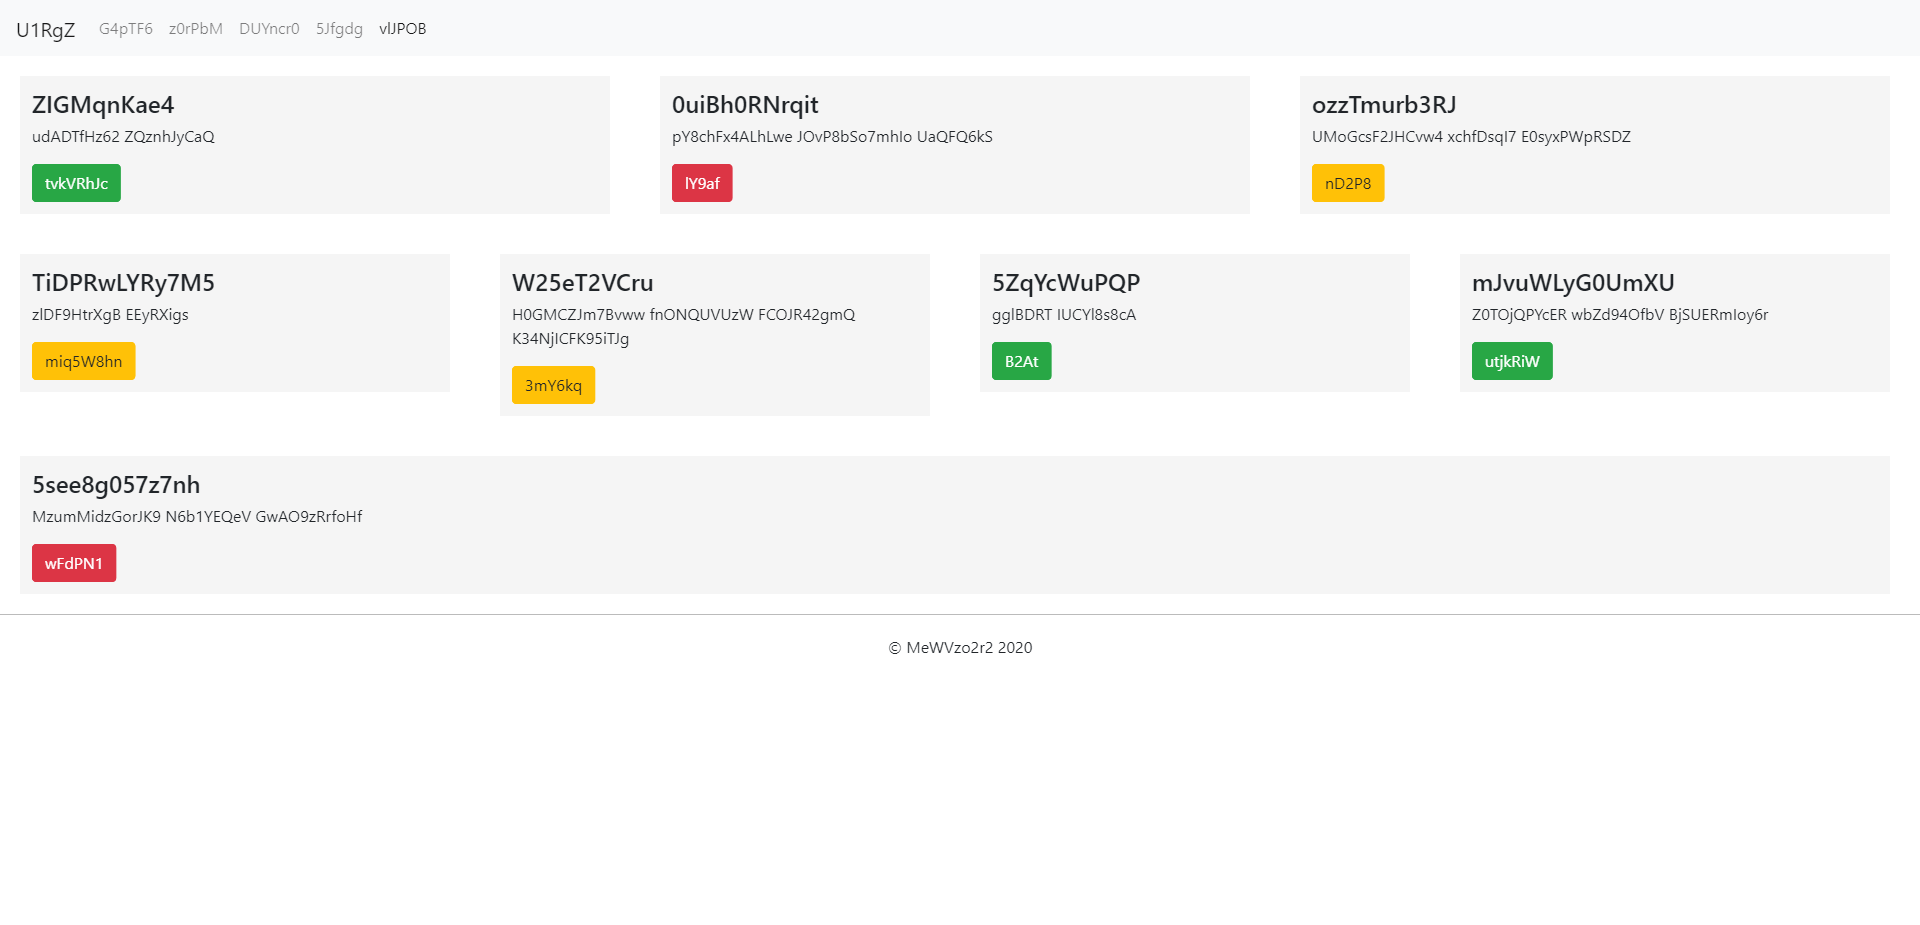 U1RgZ G4pTF6 z0rPbM DUYncr0 5Jfgdg vlJPOB
ZIGMqnKae4
udADTfHz62 ZQznhJyCaQ
tvkVRhJc
0uiBh0RNrqit
pY8chFx4ALhLwe JOvP8bSo7mhIo UaQFQ6kS
lY9af
ozzTmurb3RJ
UMoGcsF2JHCvw4 xchfDsqI7 E0syxPWpRSDZ
nD2P8
TiDPRwLYRy7M5
zlDF9HtrXgB EEyRXigs
miq5W8hn
W25eT2VCru
H0GMCZJm7Bvww fnONQUVUzW FCOJR42gmQ
K34NjICFK95iTJg
3mY6kq
5ZqYcWuPQP
gglBDRT IUCYl8s8cA
B2At
mJvuWLyG0UmXU
Z0TOjQPYcER wbZd94OfbV BjSUERmIoy6r
utjkRiW
5see8g057z7nh
MzumMidzGorJK9 N6b1YEQeV GwAO9zRrfoHf
wFdPN1
© MeWVzo2r2 2020